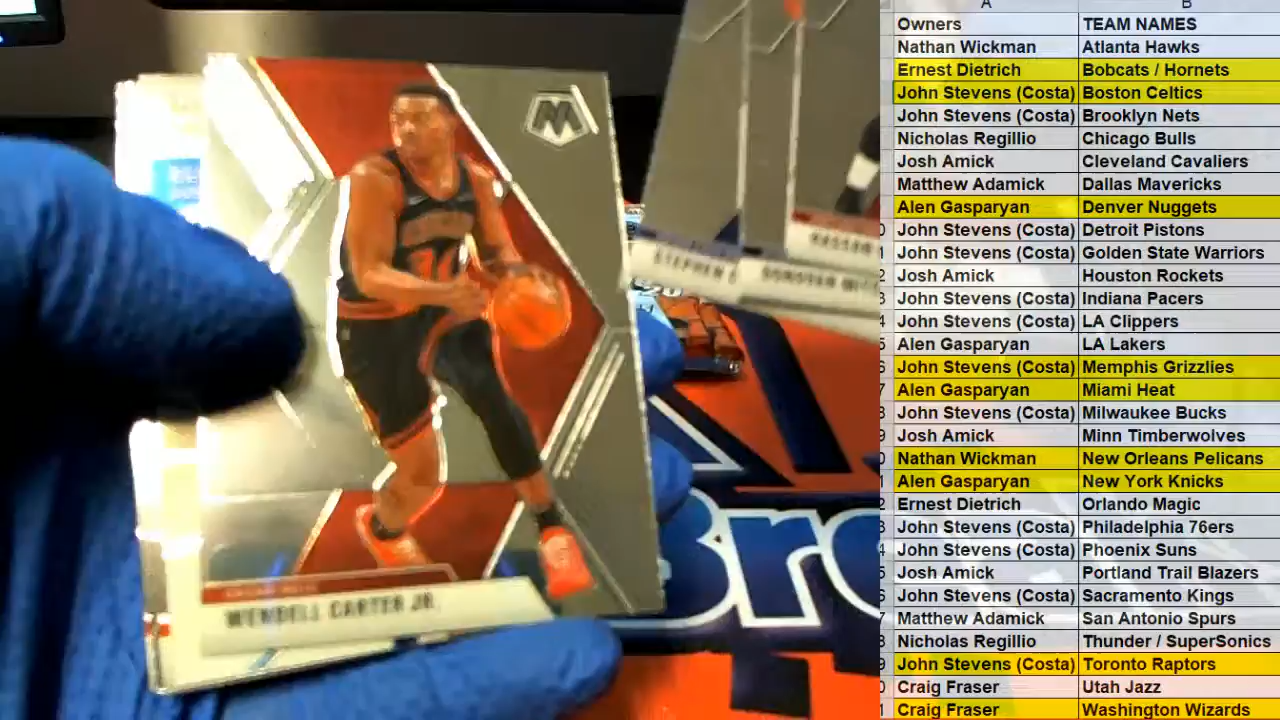 A B
Owners TEAM NAMES
Nathan Wickman Atlanta Hawks
Ernest Dietrich Bobcats / Hornets
John Stevens (Costa) Boston Celtics
John Stevens (Costa) Brooklyn Nets
Nicholas Regillio Chicago Bulls
Josh Amick Cleveland Cavaliers
Matthew Adamick Dallas Mavericks
Alen Gasparyan Denver Nuggets
John Stevens (Costa) Detroit Pistons
John Stevens (Costa) Golden State Warriors
Josh Amick Houston Rockets
John Stevens (Costa) Indiana Pacers
John Stevens (Costa) LA Clippers
Alen Gasparyan LA Lakers
John Stevens (Costa) Memphis Grizzlies
Alen Gasparyan Miami Heat
John Stevens (Costa) Milwaukee Bucks
Josh Amick Minn Timberwolves
Nathan Wickman New Orleans Pelicans
Alen Gasparyan New York Knicks
Ernest Dietrich Orlando Magic
John Stevens (Costa) Philadelphia 76ers
John Stevens (Costa) Phoenix Suns
Josh Amick Portland Trail Blazers
John Stevens (Costa) Sacramento Kings
Matthew Adamick San Antonio Spurs
Nicholas Regillio Thunder / SuperSonics
John Stevens (Costa) Toronto Raptors
Craig Fraser Utah Jazz
Craig Fraser Washington Wizards
M
WENDELL CARTER JR.
STEPHEN C
DONOVAN MIT
HASSAN
Bre